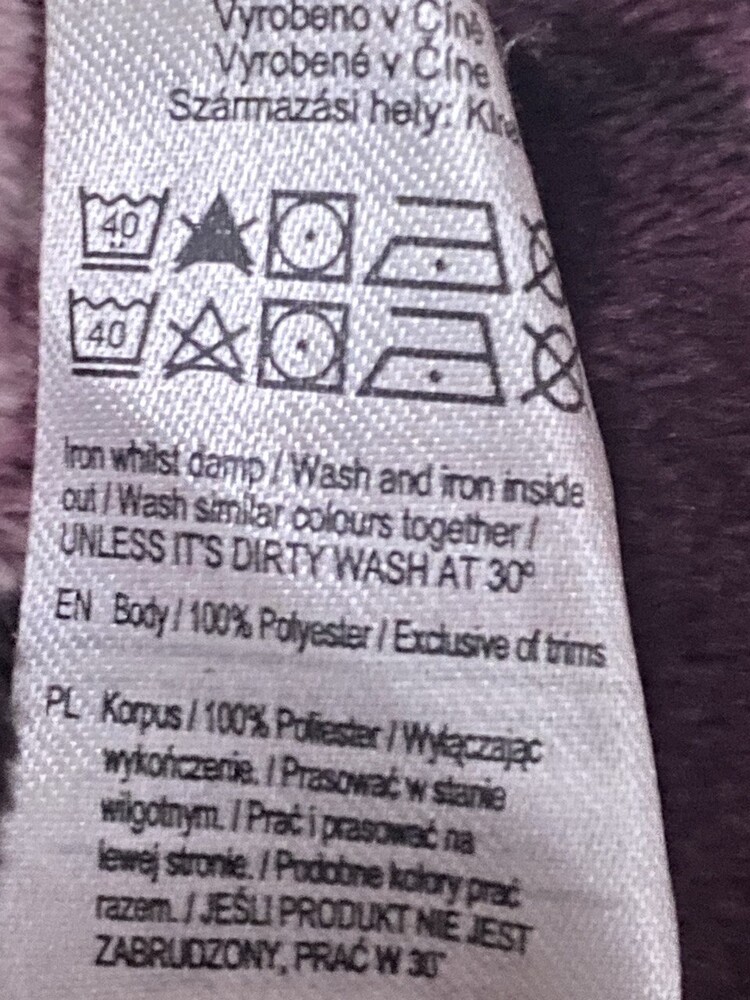 Vyrobeno v Číně
Vyrobené v Číne
Származási hely:
40
40
Iron whilst damp / Wash and iron inside
out / Wash similar colours together /
UNLESS IT'S DIRTY WASH AT 30°
EN Body / 100% Polyester / Exclusive of trims
PL Korpus / 100% Poliester / Wyłączając
wykończenie. / Prasować w stanie
wilgotnym. / Prać i prasować na
lewej stronie. / Podobne kolory prać
razem. / JEŚLI PRODUKT NIE JEST
ZABRUDZONY, PRAĆ W 30°